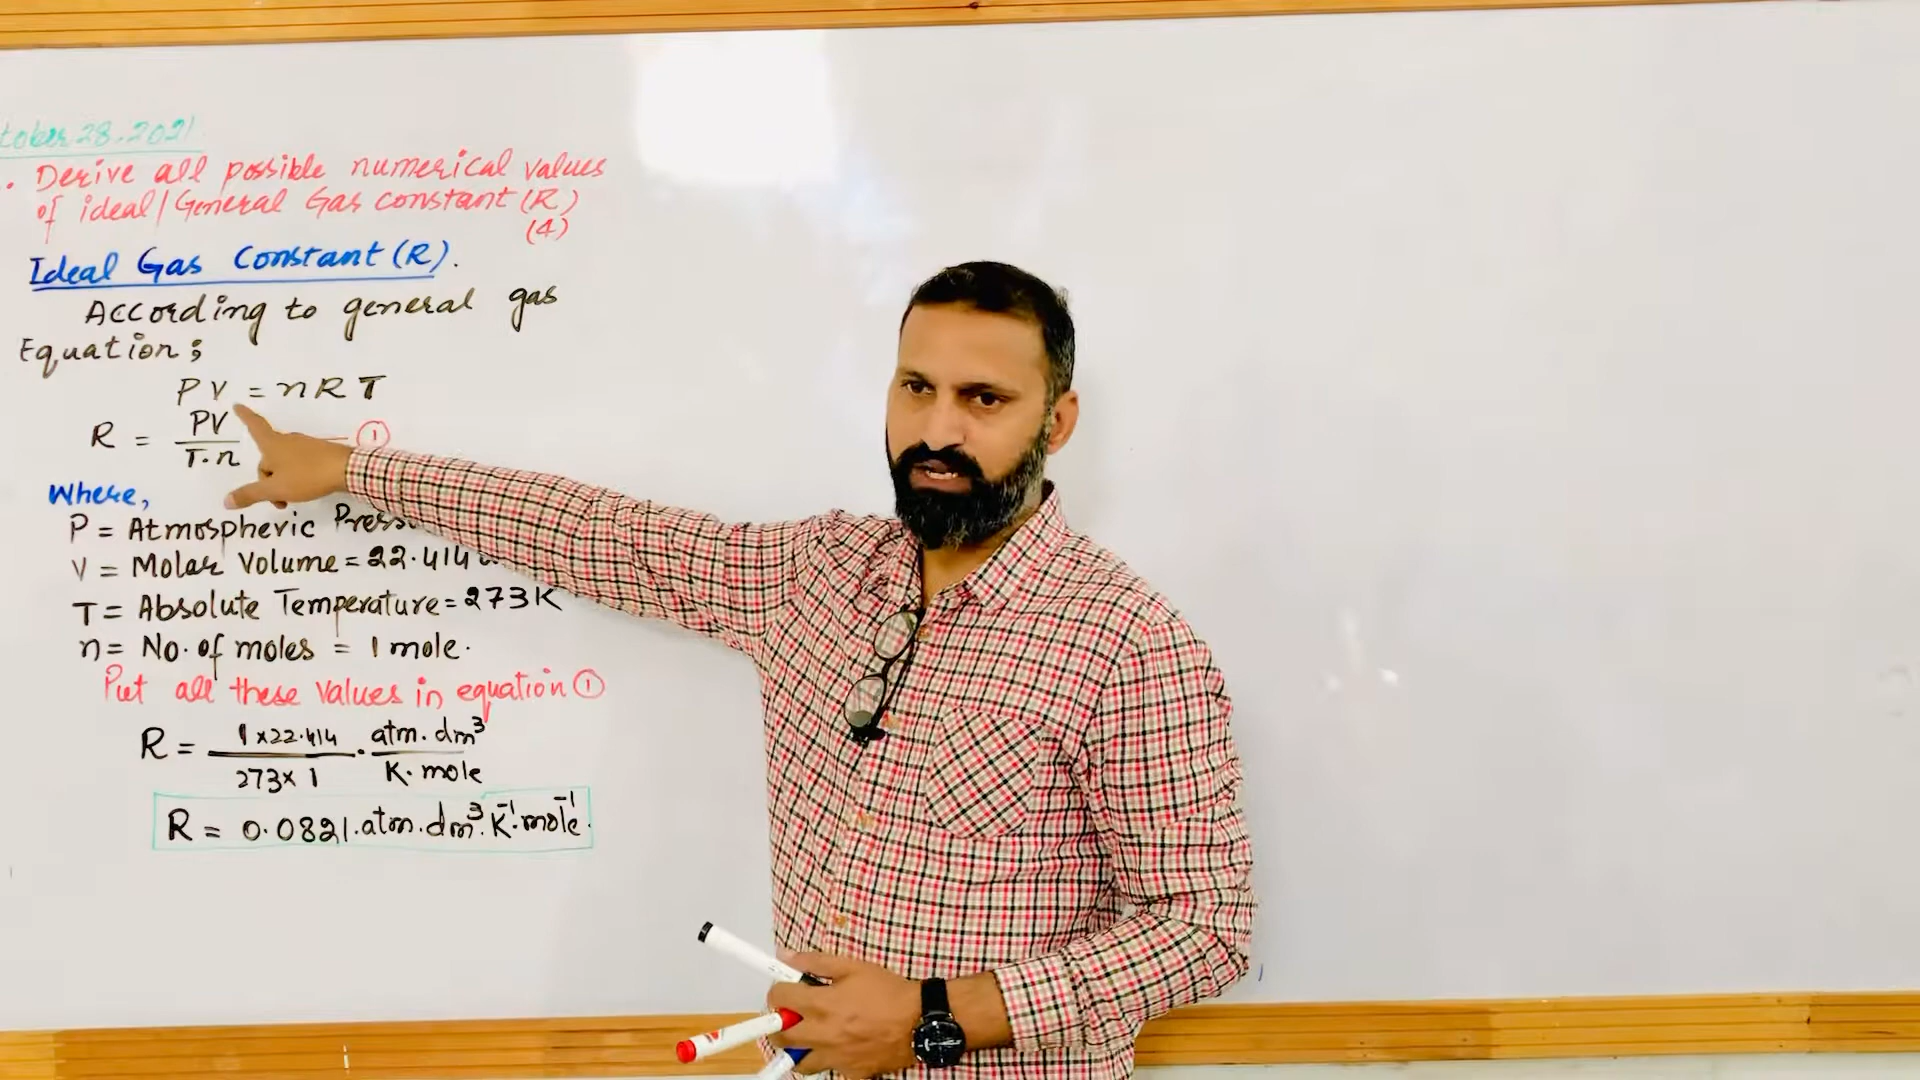 tober 28.2021
. Derive all possible numerical values
of ideal/General Gas constant (R)
(4)
Ideal Gas Constant (R).
According to general gas
Equation;
PV = nRT
R = PV / T.n ①
Where,
P = Atmospheric
V = Molar Volume = 22.414
T = Absolute Temperature = 273K
n = No. of moles = 1 mole.
Put all these values in equation ①
R = 1×22.414 / 273×1 . atm. dm³ / K. mole
R = 0.0821.atm.dm³.K⁻¹.mole⁻¹.